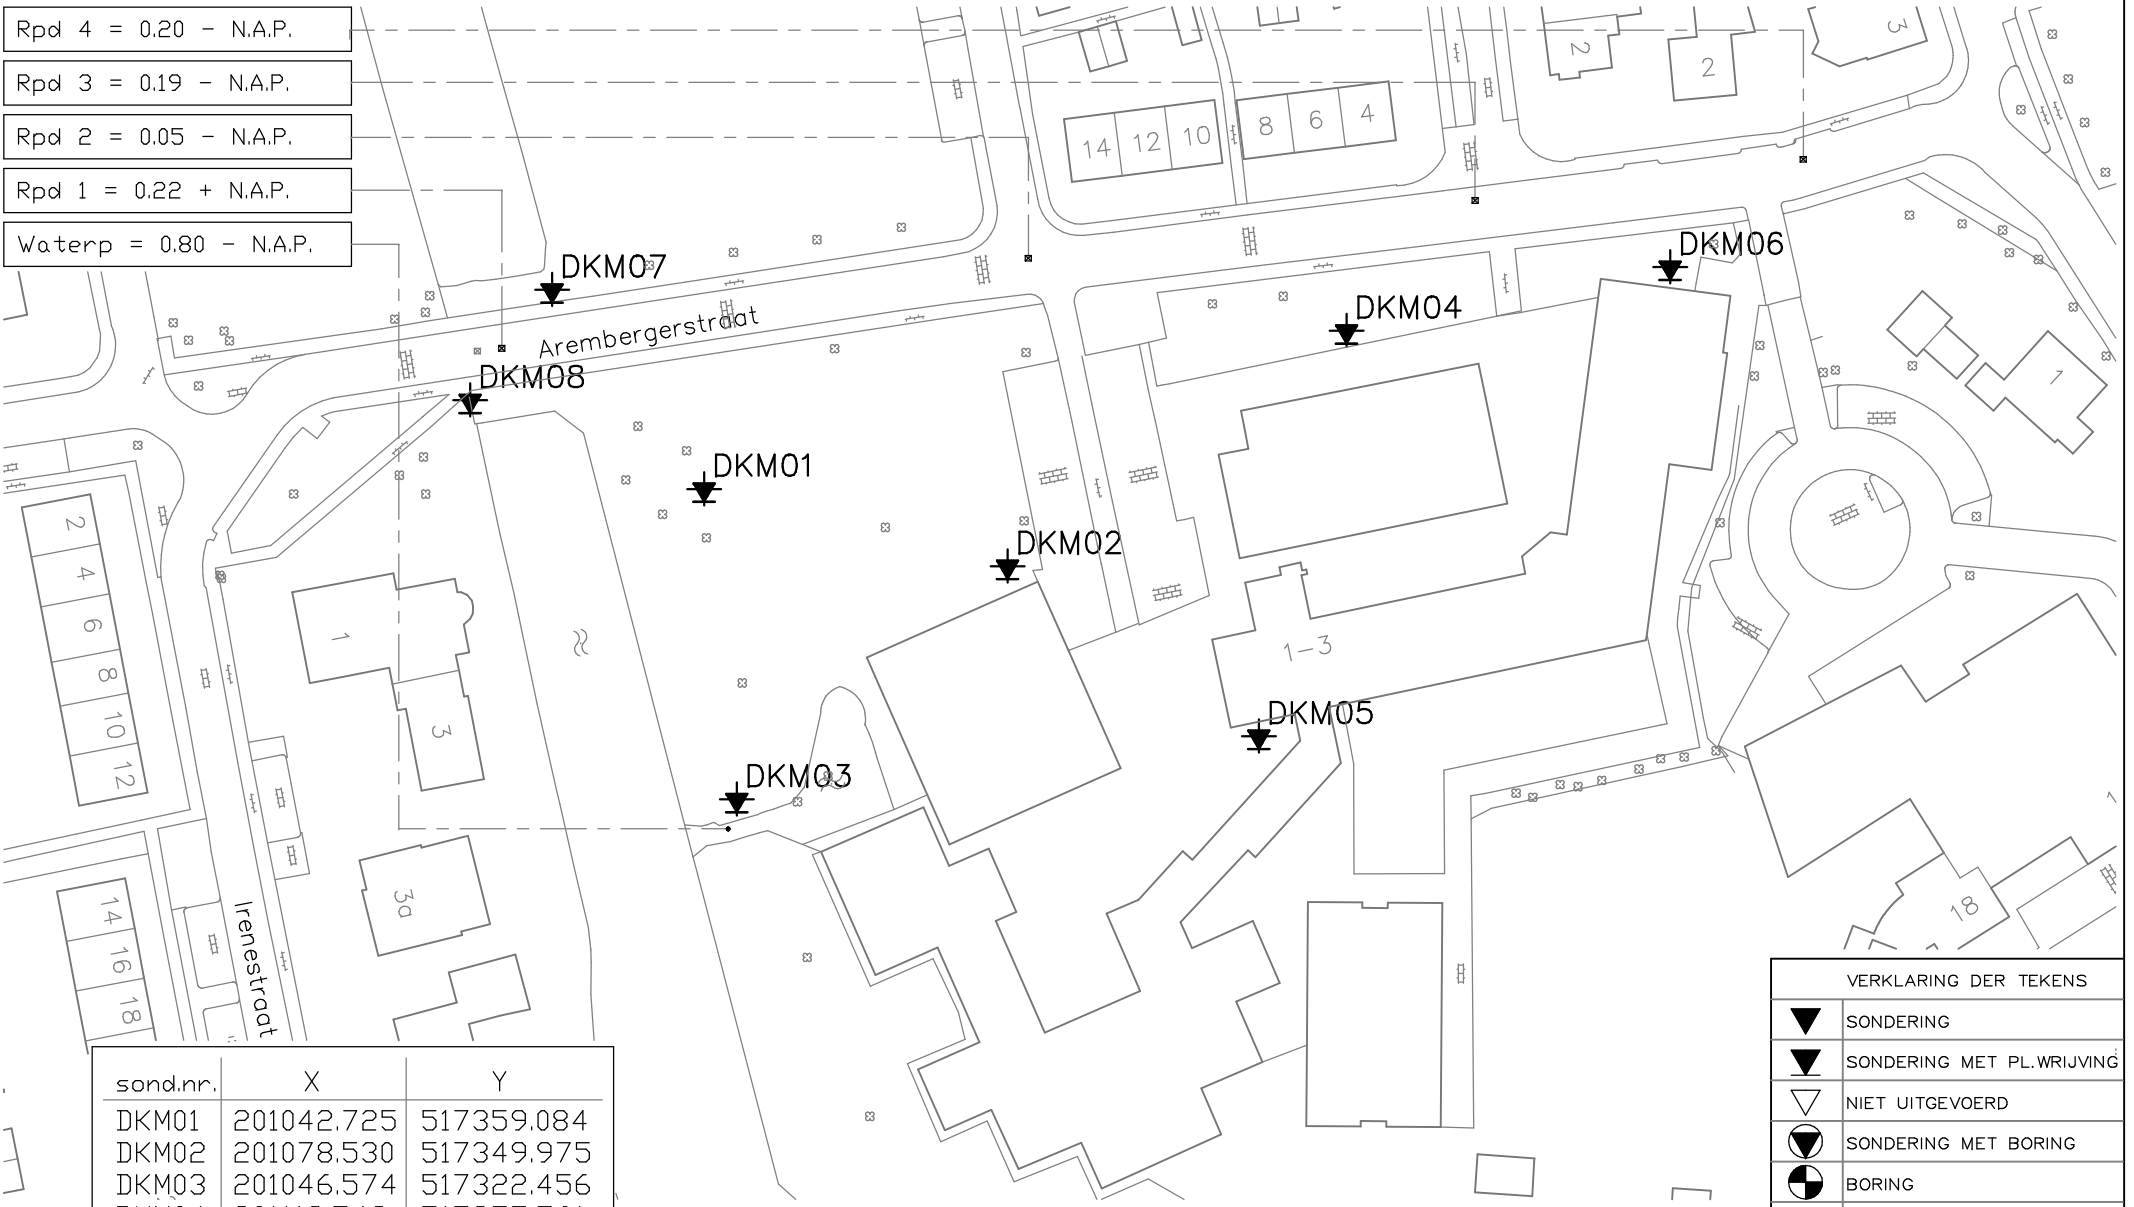 Rpd 4 = 0.20 - N.A.P.
Rpd 3 = 0.19 - N.A.P.
Rpd 2 = 0.05 - N.A.P.
Rpd 1 = 0.22 + N.A.P.
Waterp = 0.80 - N.A.P.
2
2
3
14 12 10
8 6 4
DKM07
DKM06
DKM04
Arembergerstraat
DKM08
1
DKM01
DKM02
2
4
6
8
10
12
1
3
1-3
DKM05
DKM03
3a
18
14
16
18
Irenestraat
sond.nr. X Y
DKM01 201042.725 517359.084
DKM02 201078.530 517349.975
DKM03 201046.574 517322.456
VERKLARING DER TEKENS
SONDERING
SONDERING MET PL.WRIJVING
NIET UITGEVOERD
SONDERING MET BORING
BORING